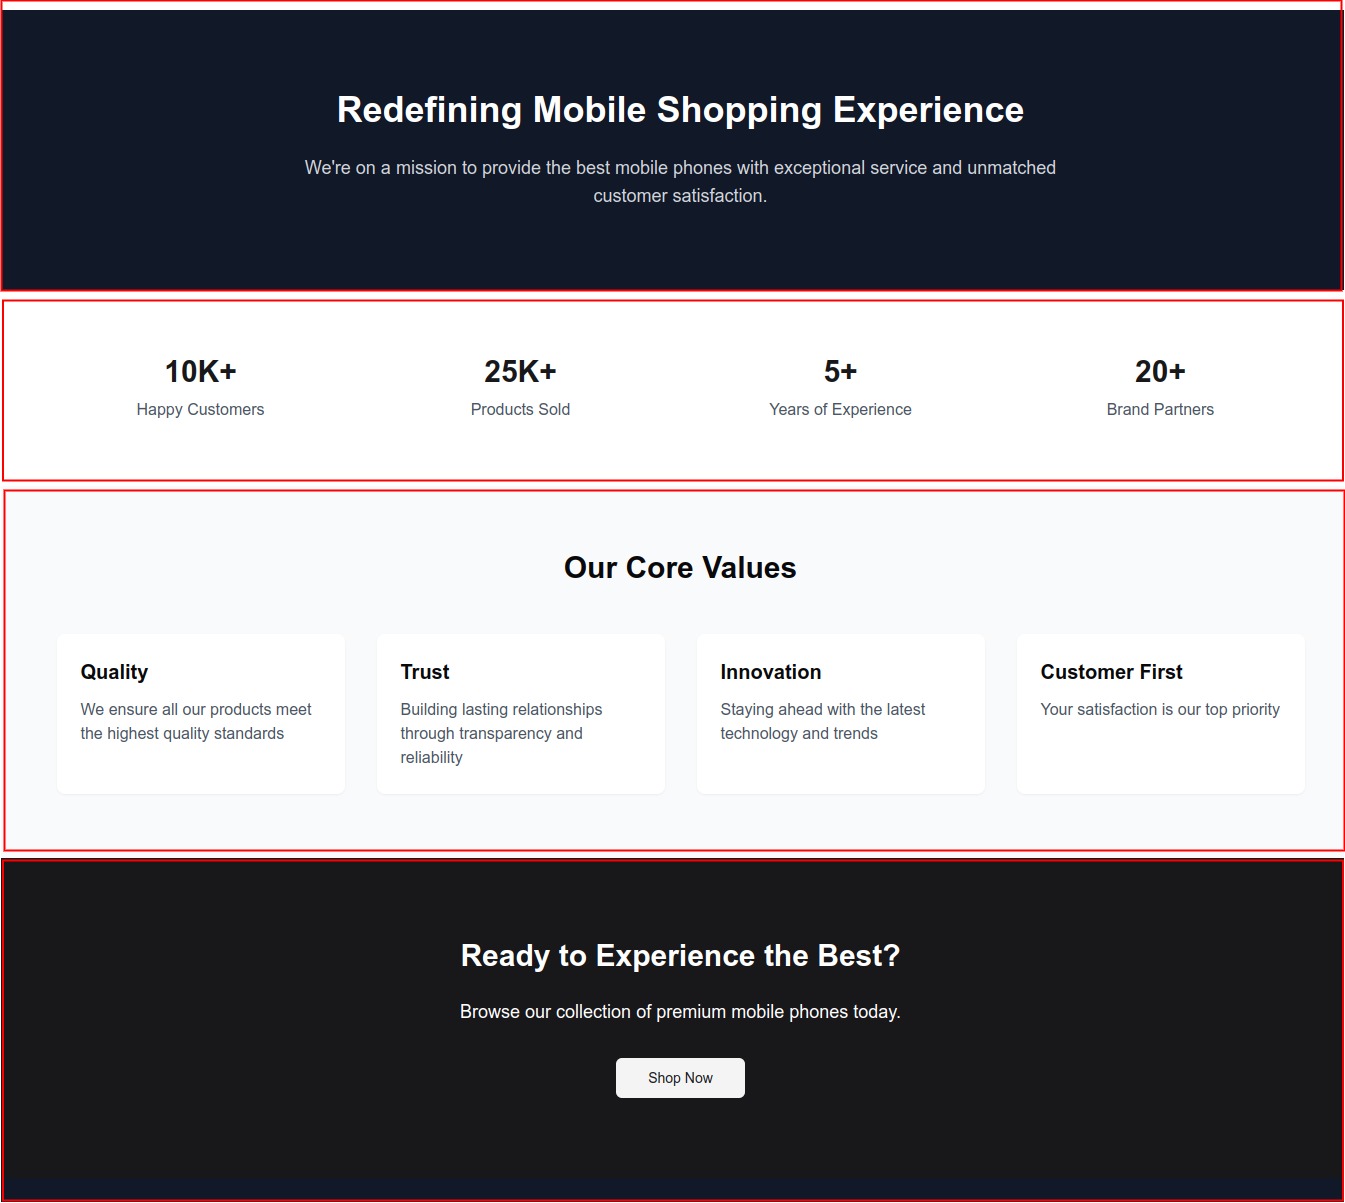 Redefining Mobile Shopping Experience
We're on a mission to provide the best mobile phones with exceptional service and unmatched
customer satisfaction.
10K+
Happy Customers
25K+
Products Sold
5+
Years of Experience
20+
Brand Partners
Our Core Values
Quality
We ensure all our products meet
the highest quality standards
Trust
Building lasting relationships
through transparency and
reliability
Innovation
Staying ahead with the latest
technology and trends
Customer First
Your satisfaction is our top priority
Ready to Experience the Best?
Browse our collection of premium mobile phones today.
Shop Now